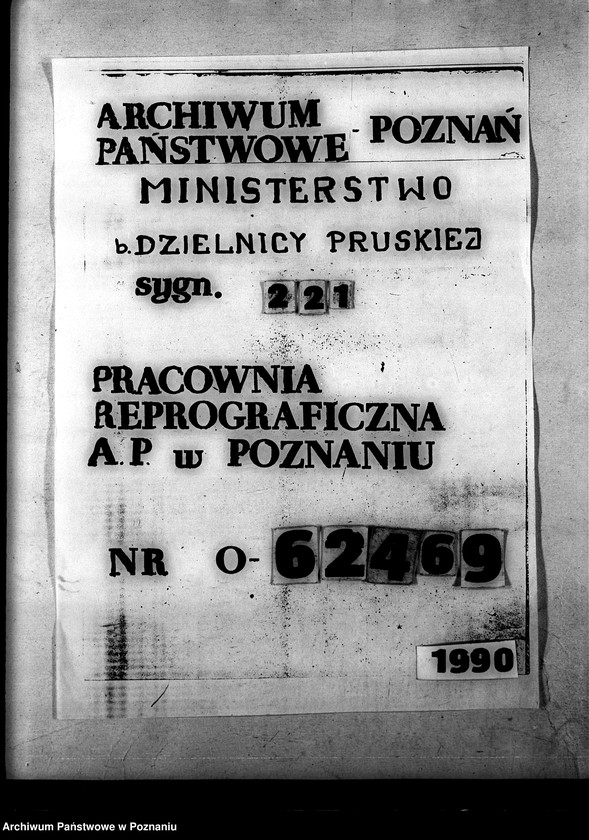 ARCHIWUM
PAŃSTWOWE - POZNAŃ
MINISTERSTWO
b. DZIELNICY PRUSKIEJ
sygn. 221
PRACOWNIA
REPROGRAFICZNA
A.P. w POZNANIU
NR O-62469
1990
Archiwum Państwowe w Poznaniu